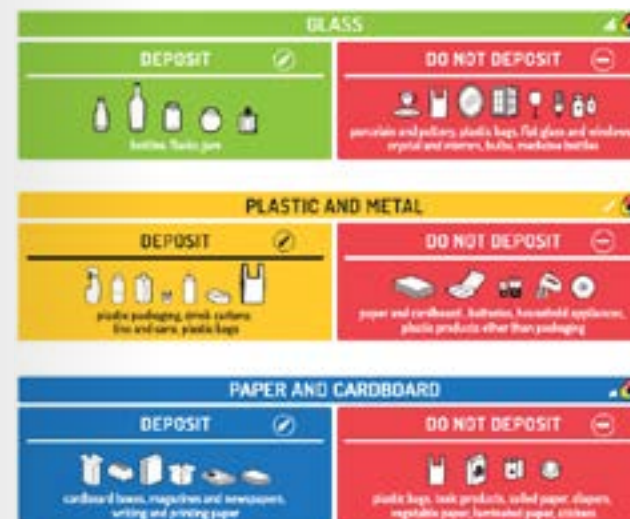 GLASS
DEPOSIT
DO NOT DEPOSIT
bottles, flasks, jars
porcelain and pottery, plastic bags, flat glass and windows,
crystal and mirrors, bulbs, medicine bottles
PLASTIC AND METAL
DEPOSIT
DO NOT DEPOSIT
plastic packaging, drink cartons
tins and cans, plastic bags
paper and cardboard, batteries, household appliances,
plastic products other than packaging
PAPER AND CARDBOARD
DEPOSIT
DO NOT DEPOSIT
cardboard boxes, magazines and newspapers,
writing and printing paper
plastic bags, soiled paper, diapers,
vegetable paper, laminated paper, stickers